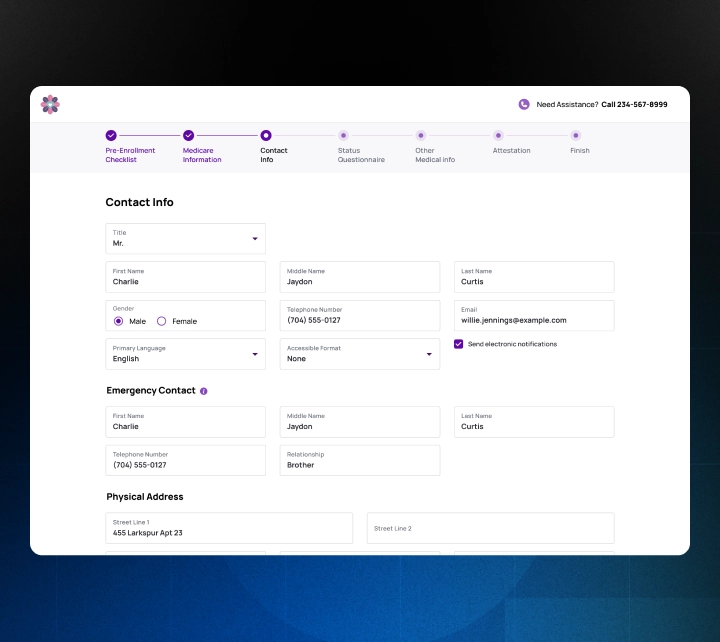 Need Assistance? Call 234-567-8999
Pre-Enrollment
Checklist
Medicare
Information
Contact
info
Status
Questionnaire
Other
Medical info
Attestation
Finish
Contact Info
Title
Mr.
First Name
Charlie
Middle Name
Jaydon
Last Name
Curtis
Gender
Male
Female
Telephone Number
(704) 555-0127
Email
willie.jennings@example.com
Primary Language
English
Accessible Format
None
Send electronic notifications
Emergency Contact
First Name
Charlie
Middle Name
Jaydon
Last Name
Curtis
Telephone Number
(704) 555-0127
Relationship
Brother
Physical Address
Street Line 1
455 Larkspur Apt 23
Street Line 2